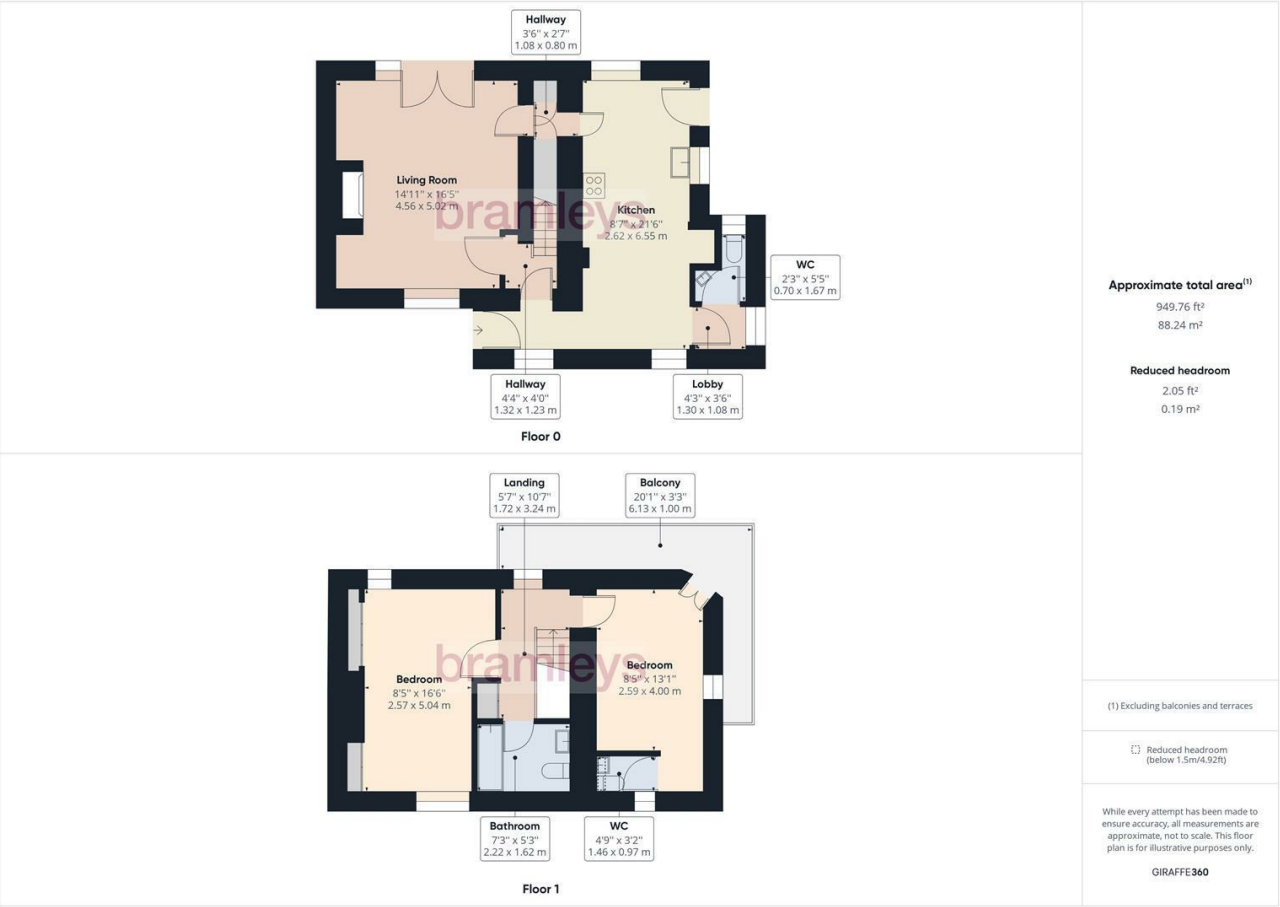 Hallway
3'6" x 2'7"
1.08 x 0.80 m
Living Room
14'11" x 16'5"
4.56 x 5.02 m
bramleys
Kitchen
8'7" x 21'6"
2.62 x 6.55 m
WC
2'3" x 5'5"
0.70 x 1.67 m
Hallway
4'4" x 4'0"
1.32 x 1.23 m
Lobby
4'3" x 3'6"
1.30 x 1.08 m
Floor 0
Landing
5'7" x 10'7"
1.72 x 3.24 m
Balcony
20'1" x 3'3"
6.13 x 1.00 m
bramleys
Bedroom
8'5" x 16'6"
2.57 x 5.04 m
Bedroom
8'5" x 13'1"
2.59 x 4.00 m
Bathroom
7'3" x 5'3"
2.22 x 1.62 m
WC
4'9" x 3'2"
1.46 x 0.97 m
Floor 1
Approximate total area(1)
949.76 ft²
88.24 m²
Reduced headroom
2.05 ft²
0.19 m²
(1) Excluding balconies and terraces
Reduced headroom
(below 1.5m/4.92ft)
While every attempt has been made to
ensure accuracy, all measurements are
approximate, not to scale. This floor
plan is for illustrative purposes only.
GIRAFFE360